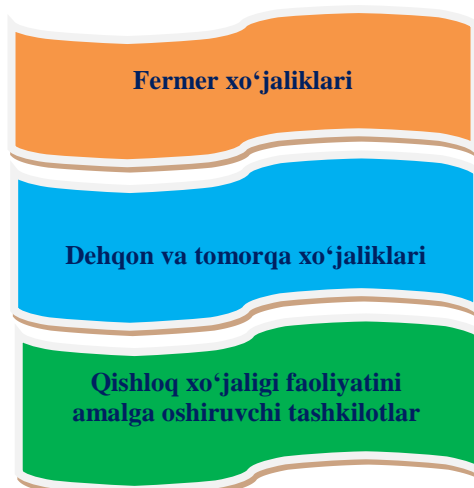 Fermer xo‘jaliklari
Dehqon va tomorqa xo‘jaliklari
Qishloq xo‘jaligi faoliyatini
amalga oshiruvchi tashkilotlar